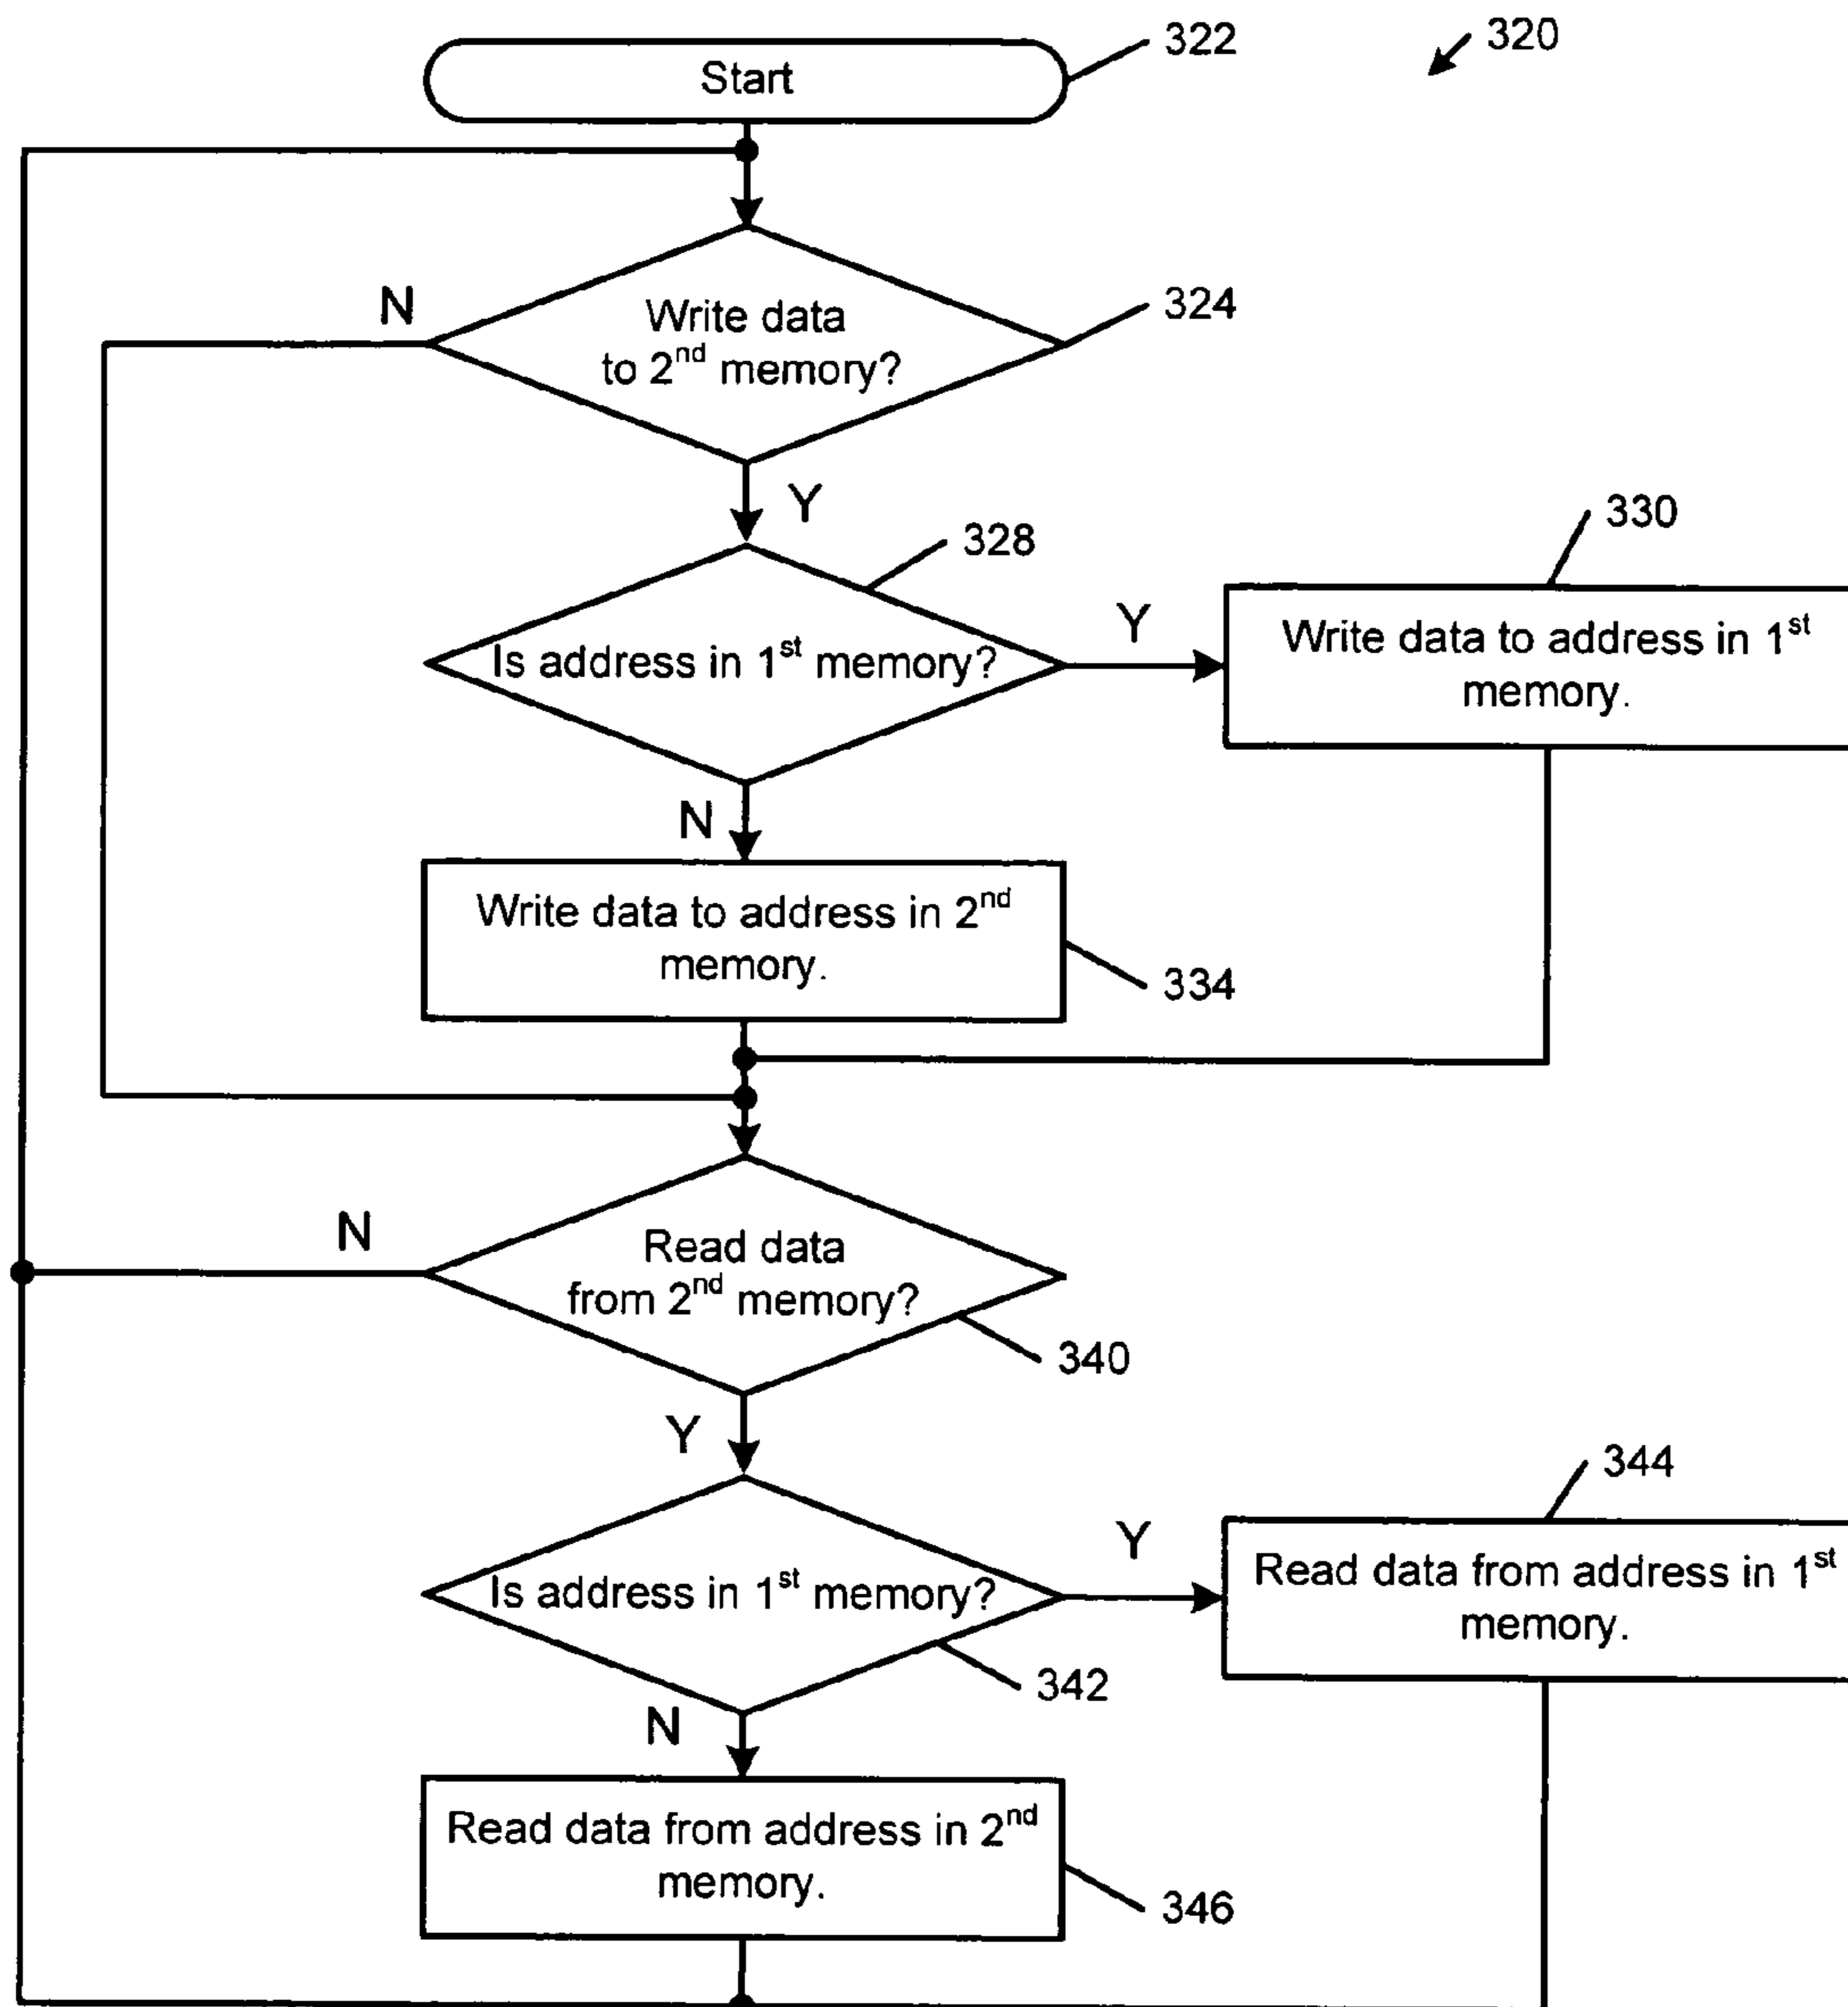 320
Start
322
Write data
to 2nd memory?
324
N
Y
Is address in 1st memory?
328
Y
Write data to address in 1st
memory.
330
N
Write data to address in 2nd
memory.
334
Read data
from 2nd memory?
340
N
Y
Is address in 1st memory?
342
Y
Read data from address in 1st
memory.
344
N
Read data from address in 2nd
memory.
346